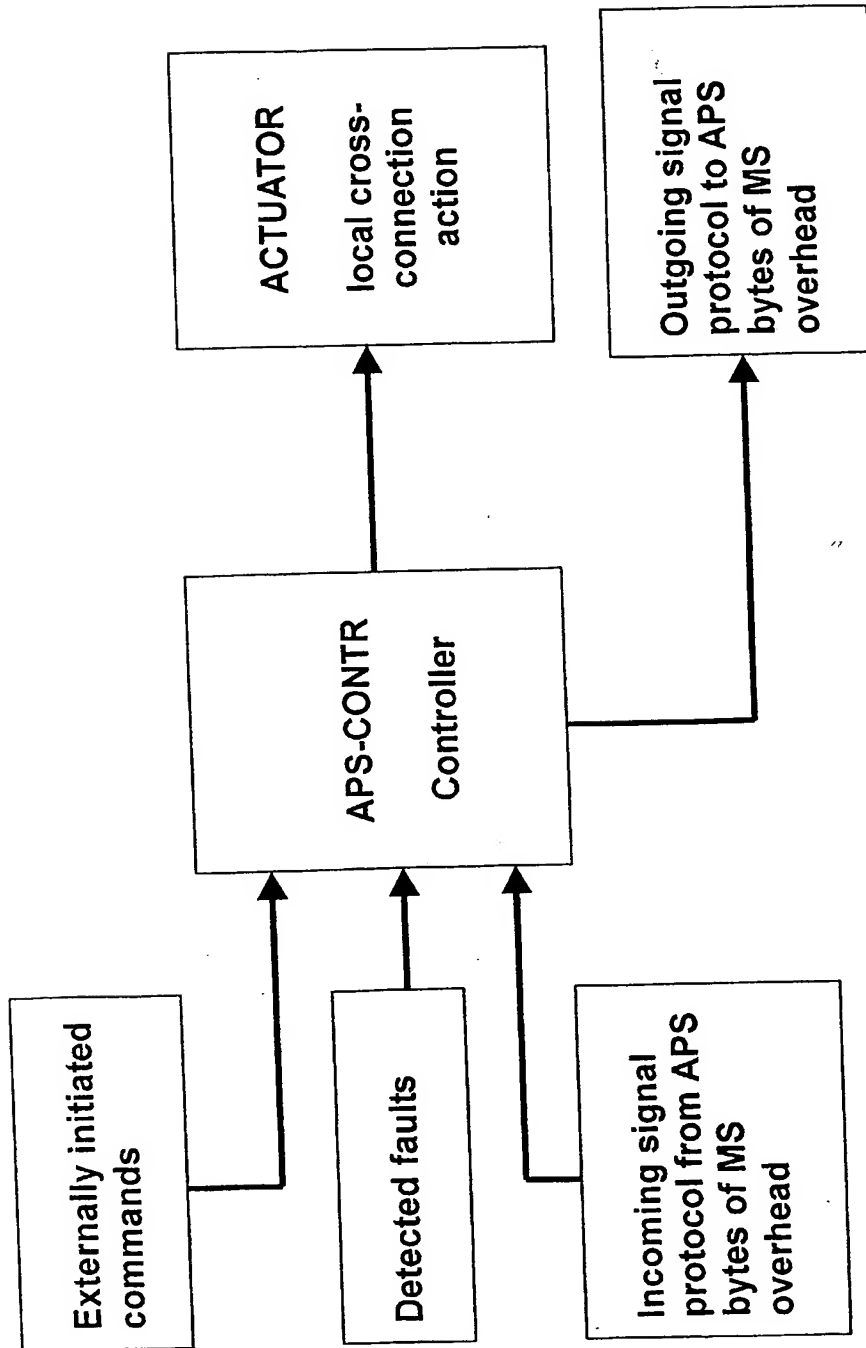 Externally initiated
commands
Detected faults
Incoming signal
protocol from APS
bytes of MS
overhead
APS-CONTR
Controller
ACTUATOR
local cross-
connection
action
Outgoing signal
protocol to APS
bytes of MS
overhead